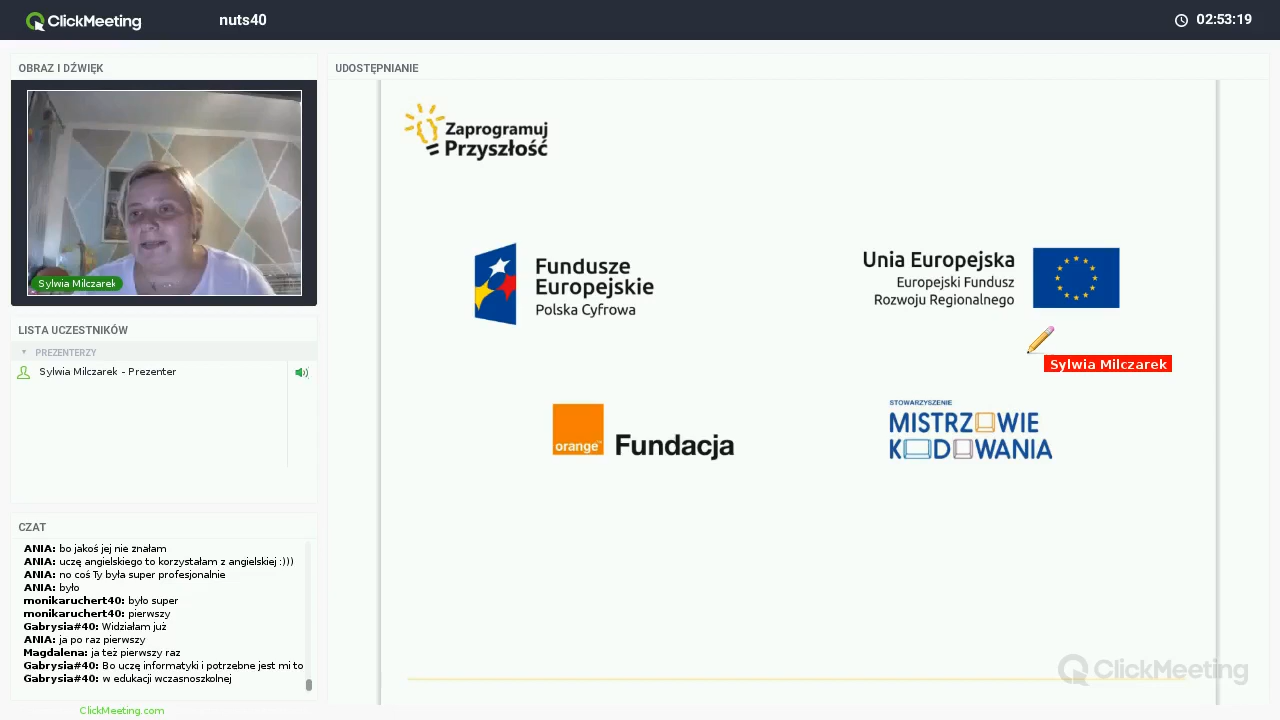 ClickMeeting
nuts40
02:53:19
OBRAZ I DŹWIĘK
Sylwia Milczarek
LISTA UCZESTNIKÓW
PREZENTERZY
Sylwia Milczarek - Prezenter
CZAT
ANIA: bo jakoś jej nie znałam
ANIA: uczę angielskiego to korzystałam z angielskiej :)))
ANIA: no coś Ty była super profesjonalnie
ANIA: było
monikaruchert40: było super
monikaruchert40: pierwszy
Gabrysia#40: Widziałam już
ANIA: ja po raz pierwszy
Magdalena: ja też pierwszy raz
Gabrysia#40: Bo uczę informatyki i potrzebne jest mi to
Gabrysia#40: w edukacji wczasnoszkolnej
ClickMeeting.com
UDOSTĘPNIANIE
Zaprogramuj
Przyszłość
Fundusze
Europejskie
Polska Cyfrowa
Unia Europejska
Europejski Fundusz
Rozwoju Regionalnego
Sylwia Milczarek
orange™
Fundacja
STOWARZYSZENIE
MISTRZOWIE
KODOWANIA
ClickMeeting